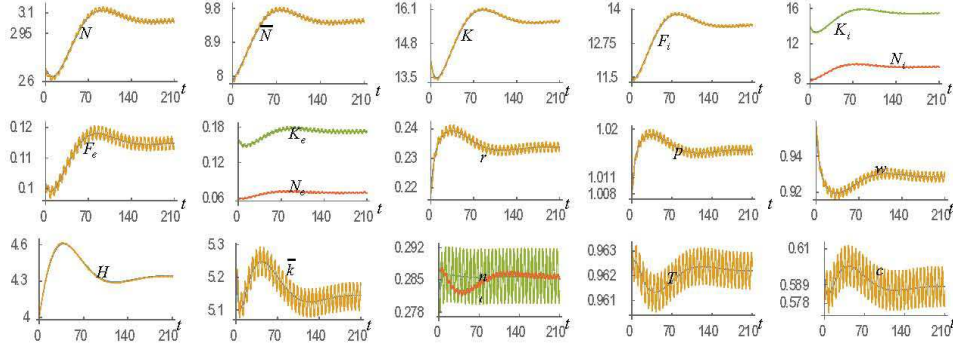 3.1
2.95
2.6
N
0 70 140 210 t
9.8
8.9
7.8
N̅
0 70 140 210 t
16.1
14.8
13.5
K
0 70 140 210 t
14
12.75
11.5
F_i
0 70 140 210 t
16
12
8
K_i
N_i
0 70 140 210 t
0.12
0.11
0.1
F_e
0 70 140 210 t
0.18
0.12
0.06
K_e
N_e
0 70 140 210 t
0.24
0.23
0.22
r
0 70 140 210 t
1.02
1.011
1.008
p
0 70 140 210 t
0.94
0.92
w
0 70 140 210 t
4.6
4.3
4
H
0 70 140 210 t
5.3
5.2
5.1
k̅
0 70 140 210 t
0.292
0.285
0.278
n
0 70 140 210 t
0.963
0.962
0.961
T
0 70 140 210 t
0.61
0.589
0.578
c
0 70 140 210 t